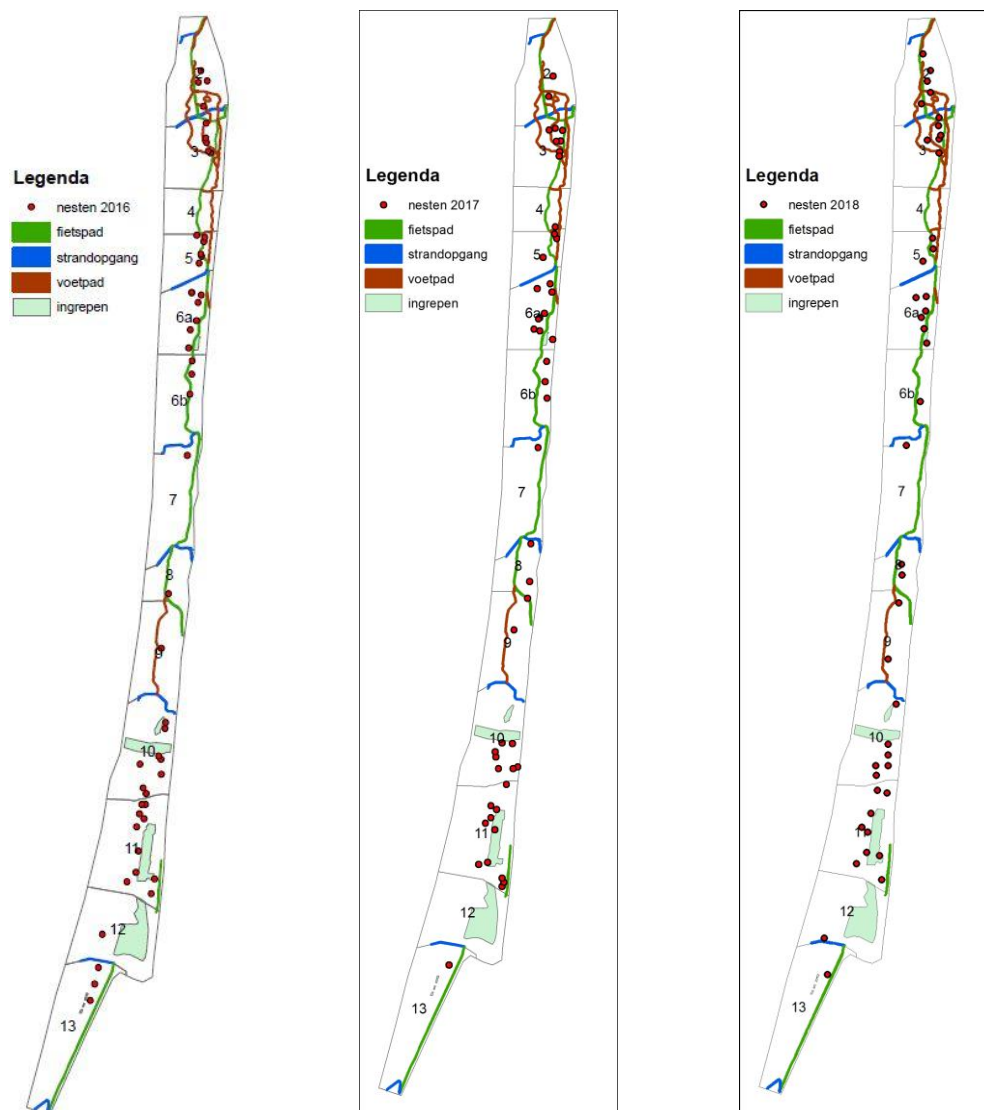 Legenda
nesten 2016
fietspad
strandopgang
voetpad
ingrepen
2
3
4
5
6a
6b
7
8
9
10
11
12
13
Legenda
nesten 2017
fietspad
strandopgang
voetpad
ingrepen
2
3
4
5
6a
6b
7
8
9
10
11
12
13
Legenda
nesten 2018
fietspad
strandopgang
voetpad
ingrepen
2
3
4
5
6a
6b
7
8
9
10
11
12
13